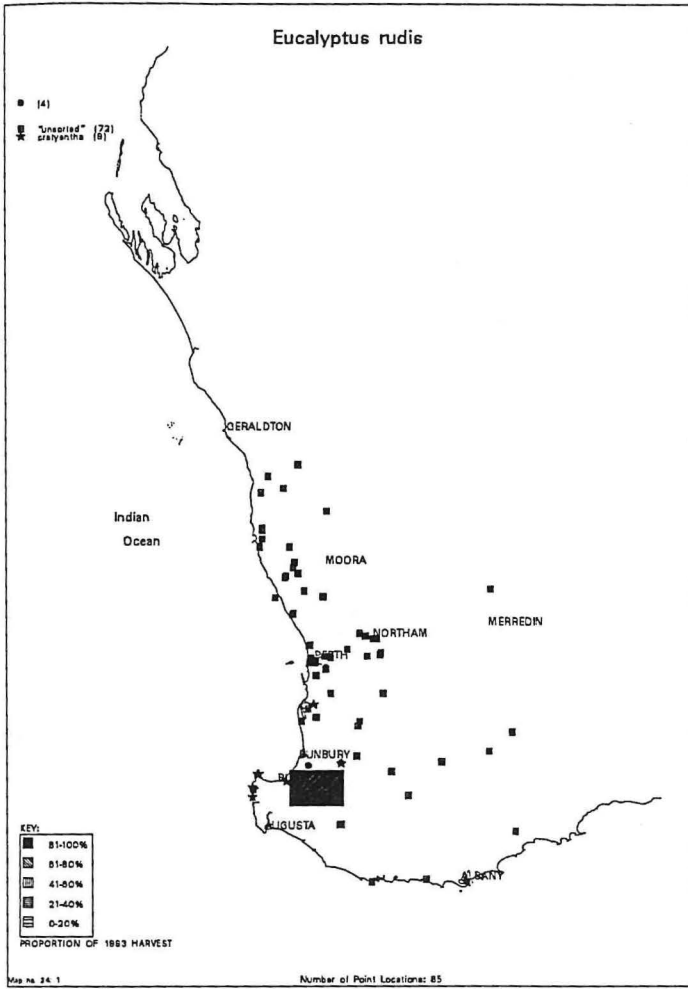 Eucalyptus rudis
(4)
"unsorted" (72)
cratyantha (8)
GERALDTON
Indian
Ocean
MOORA
MERREDIN
NORTHAM
PERTH
BUNBURY
AUGUSTA
ALBANY
KEY:
81-100%
61-80%
41-60%
21-40%
0-20%
PROPORTION OF 1993 HARVEST
Map no. 24: 1
Number of Point Locations: 85